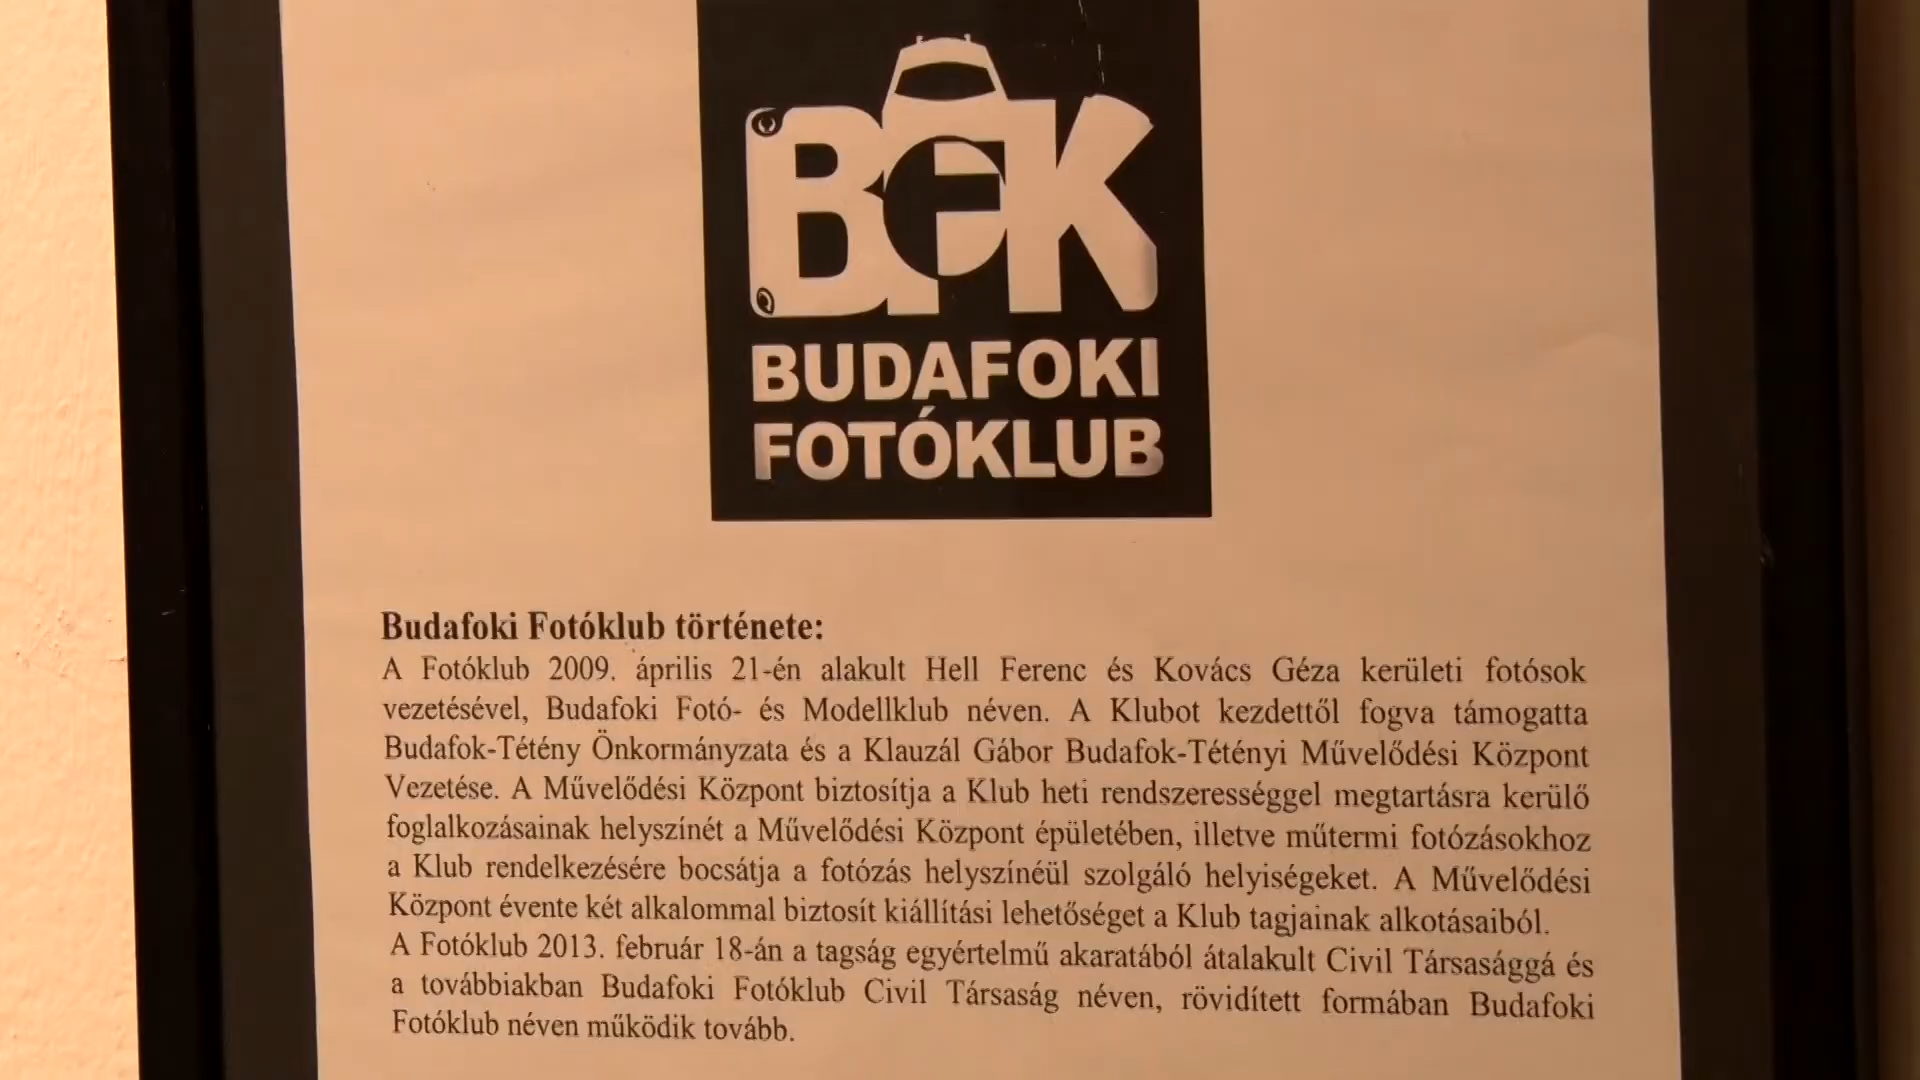 BFK
BUDAFOKI
FOTÓKLUB
Budafoki Fotóklub története:
A Fotóklub 2009. április 21-én alakult Hell Ferenc és Kovács Géza kerületi fotósok
vezetésével, Budafoki Fotó- és Modellklub néven. A Klubot kezdettől fogva támogatta
Budafok-Tétény Önkormányzata és a Klauzál Gábor Budafok-Tétényi Művelődési Központ
Vezetése. A Művelődési Központ biztosítja a Klub heti rendszerességgel megtartásra kerülő
foglalkozásainak helyszínét a Művelődési Központ épületében, illetve műtermi fotózásokhoz
a Klub rendelkezésére bocsátja a fotózás helyszínéül szolgáló helyiségeket. A Művelődési
Központ évente két alkalommal biztosít kiállítási lehetőséget a Klub tagjainak alkotásaiból.
A Fotóklub 2013. február 18-án a tagság egyértelmű akaratából átalakult Civil Társasággá és
a továbbiakban Budafoki Fotóklub Civil Társaság néven, rövidített formában Budafoki
Fotóklub néven működik tovább.